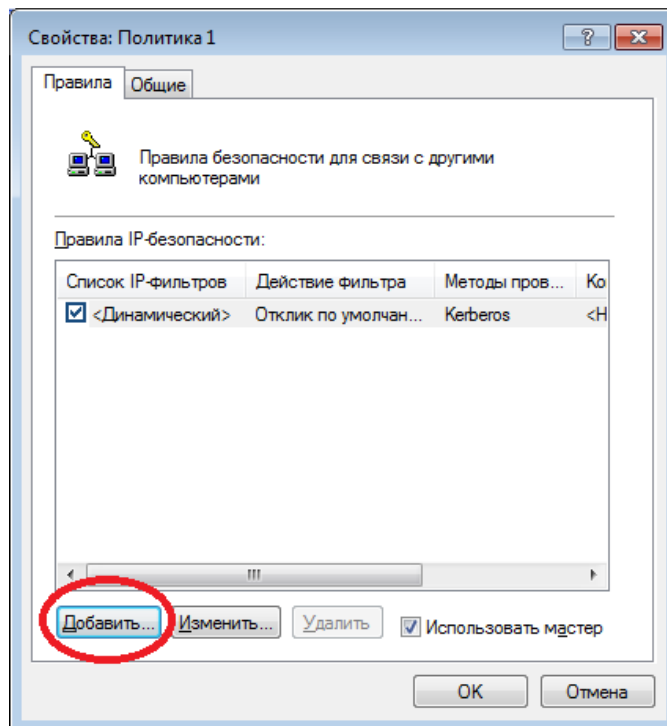 Свойства: Политика 1
Правила Общие
Правила безопасности для связи с другими
компьютерами
Правила IP-безопасности:
Список IP-фильтров Действие фильтра Методы пров... Ко
<Динамический> Отклик по умолчан... Kerberos <Н
Добавить... Изменить... Удалить Использовать мастер
OK Отмена